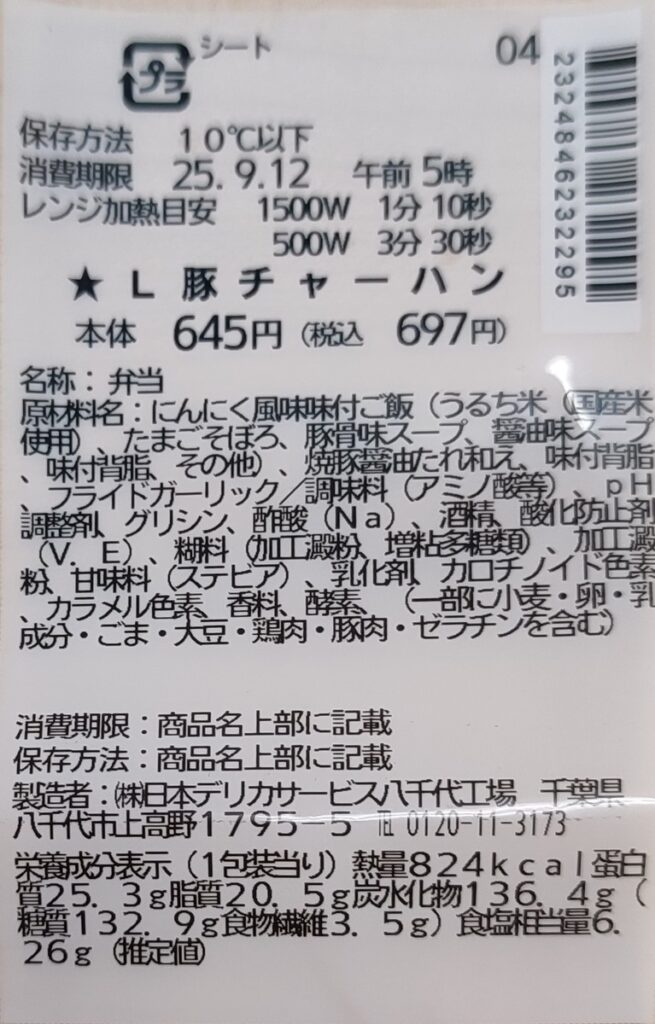 プラ
シート
04
2324846232295
保存方法 10℃以下
消費期限 25. 9.12 午前 5時
レンジ加熱目安 1500W 1分 10秒
500W 3分 30秒
★ L 豚チャーハン
本体 645円 (税込 697円)
名称：弁当
原材料名：にんにく風味味付ご飯（うるち米（国産米
使用）、たまごそぼろ、豚骨味スープ、醤油味スープ
、味付背脂、その他）、焼豚醤油たれ和え、味付背脂
、フライドガーリック／調味料（アミノ酸等）、ｐH
調整剤、グリシン、酢酸（Na）、酒精、酸化防止剤
（V．E）、糊料（加工澱粉、増粘多糖類）、加工澱
粉、甘味料（ステビア）、乳化剤、カロチノイド色素
、カラメル色素、香料、酵素、（一部に小麦・卵・乳
成分・ごま・大豆・鶏肉・豚肉・ゼラチンを含む）
消費期限：商品名上部に記載
保存方法：商品名上部に記載
製造者：㈱日本デリカサービス八千代工場 千葉県
八千代市上高野1795－5 ℡ 0120-11-3173
栄養成分表示（1包装当り）熱量824kcal蛋白
質25．3g脂質20．5g炭水化物136．4g（
糖質132．9g食物繊維3．5g）食塩相当量6．
26g（推定値）